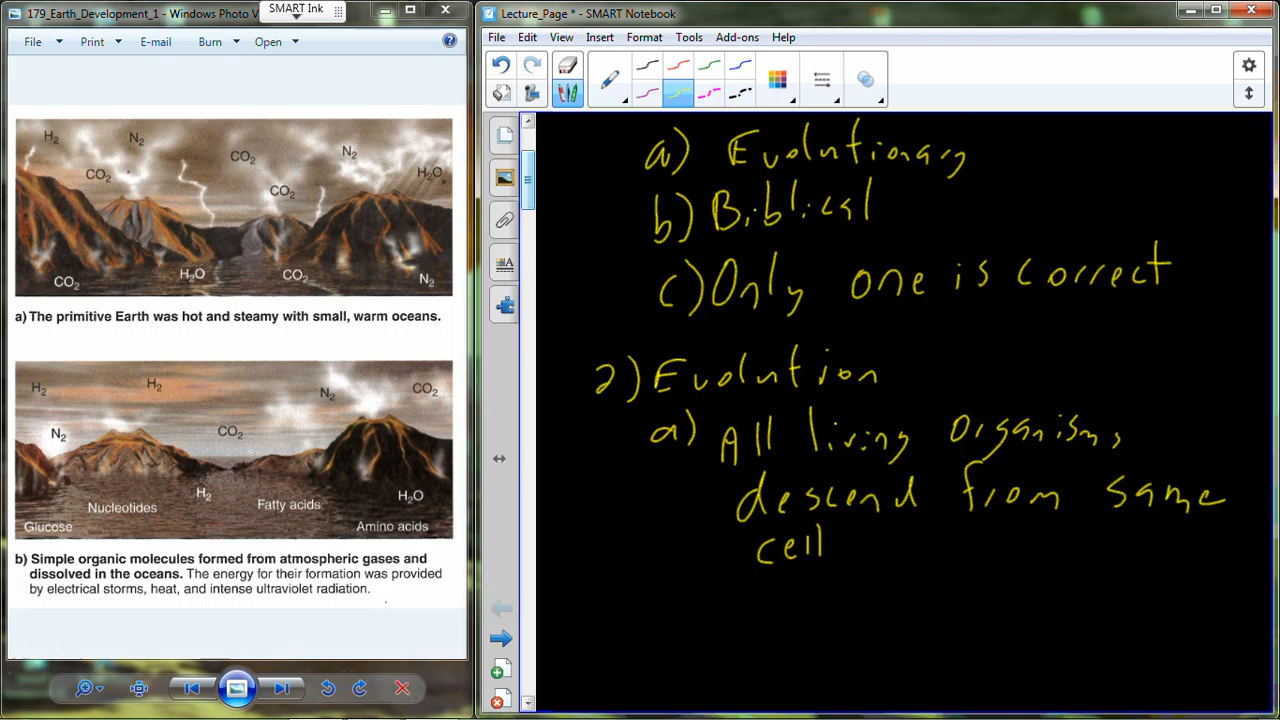 179_Earth_Development_1 - Windows Photo V
SMART Ink
File Print E-mail Burn Open
H2 N2 CO2 N2
CO2 CO2 H2O
CO2 H2O CO2 N2
a) The primitive Earth was hot and steamy with small, warm oceans.
H2 H2 N2 CO2
N2 CO2
Nucleotides H2 Fatty acids H2O
Glucose Amino acids
b) Simple organic molecules formed from atmospheric gases and
dissolved in the oceans. The energy for their formation was provided
by electrical storms, heat, and intense ultraviolet radiation.
Lecture_Page * - SMART Notebook
File Edit View Insert Format Tools Add-ons Help
a) Evolutionary
b) Biblical
c) Only one is correct
2) Evolution
a) All living organisms
descend from same
cell